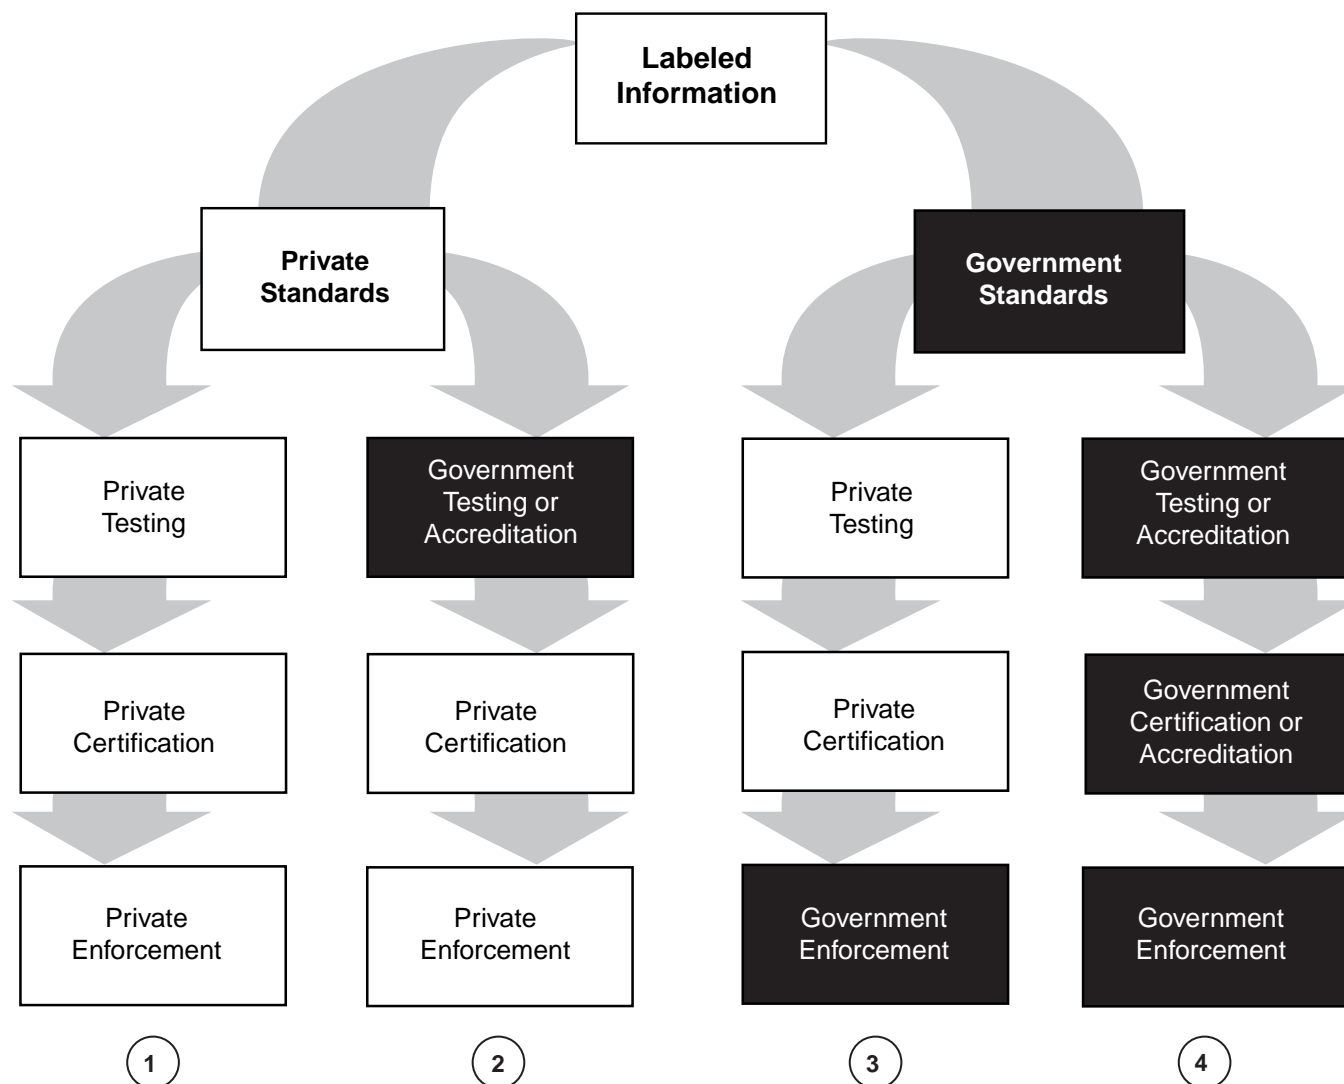 Labeled
Information
Private
Standards
Government
Standards
Private
Testing
Government
Testing or
Accreditation
Private
Testing
Government
Testing or
Accreditation
Private
Certification
Private
Certification
Private
Certification
Government
Certification or
Accreditation
Private
Enforcement
Private
Enforcement
Government
Enforcement
Government
Enforcement
1
2
3
4